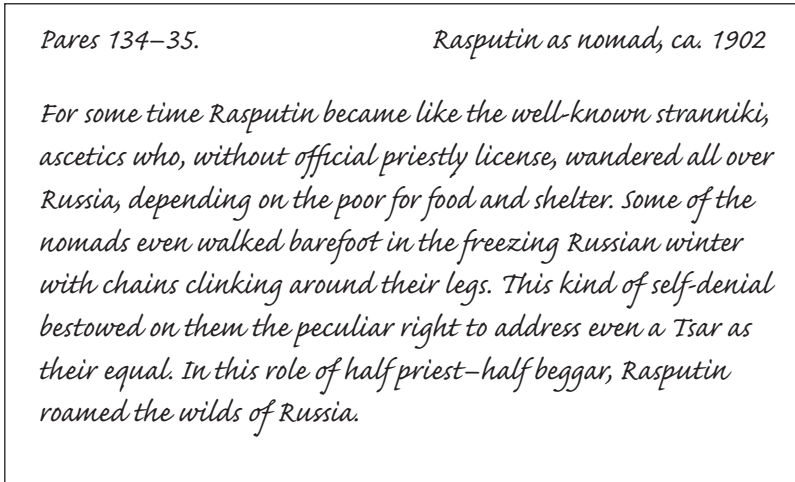 Pares 134–35. Rasputin as nomad, ca. 1902
For some time Rasputin became like the well-known stranniki,
ascetics who, without official priestly license, wandered all over
Russia, depending on the poor for food and shelter. Some of the
nomads even walked barefoot in the freezing Russian winter
with chains clinking around their legs. This kind of self-denial
bestowed on them the peculiar right to address even a Tsar as
their equal. In this role of half priest–half beggar, Rasputin
roamed the wilds of Russia.